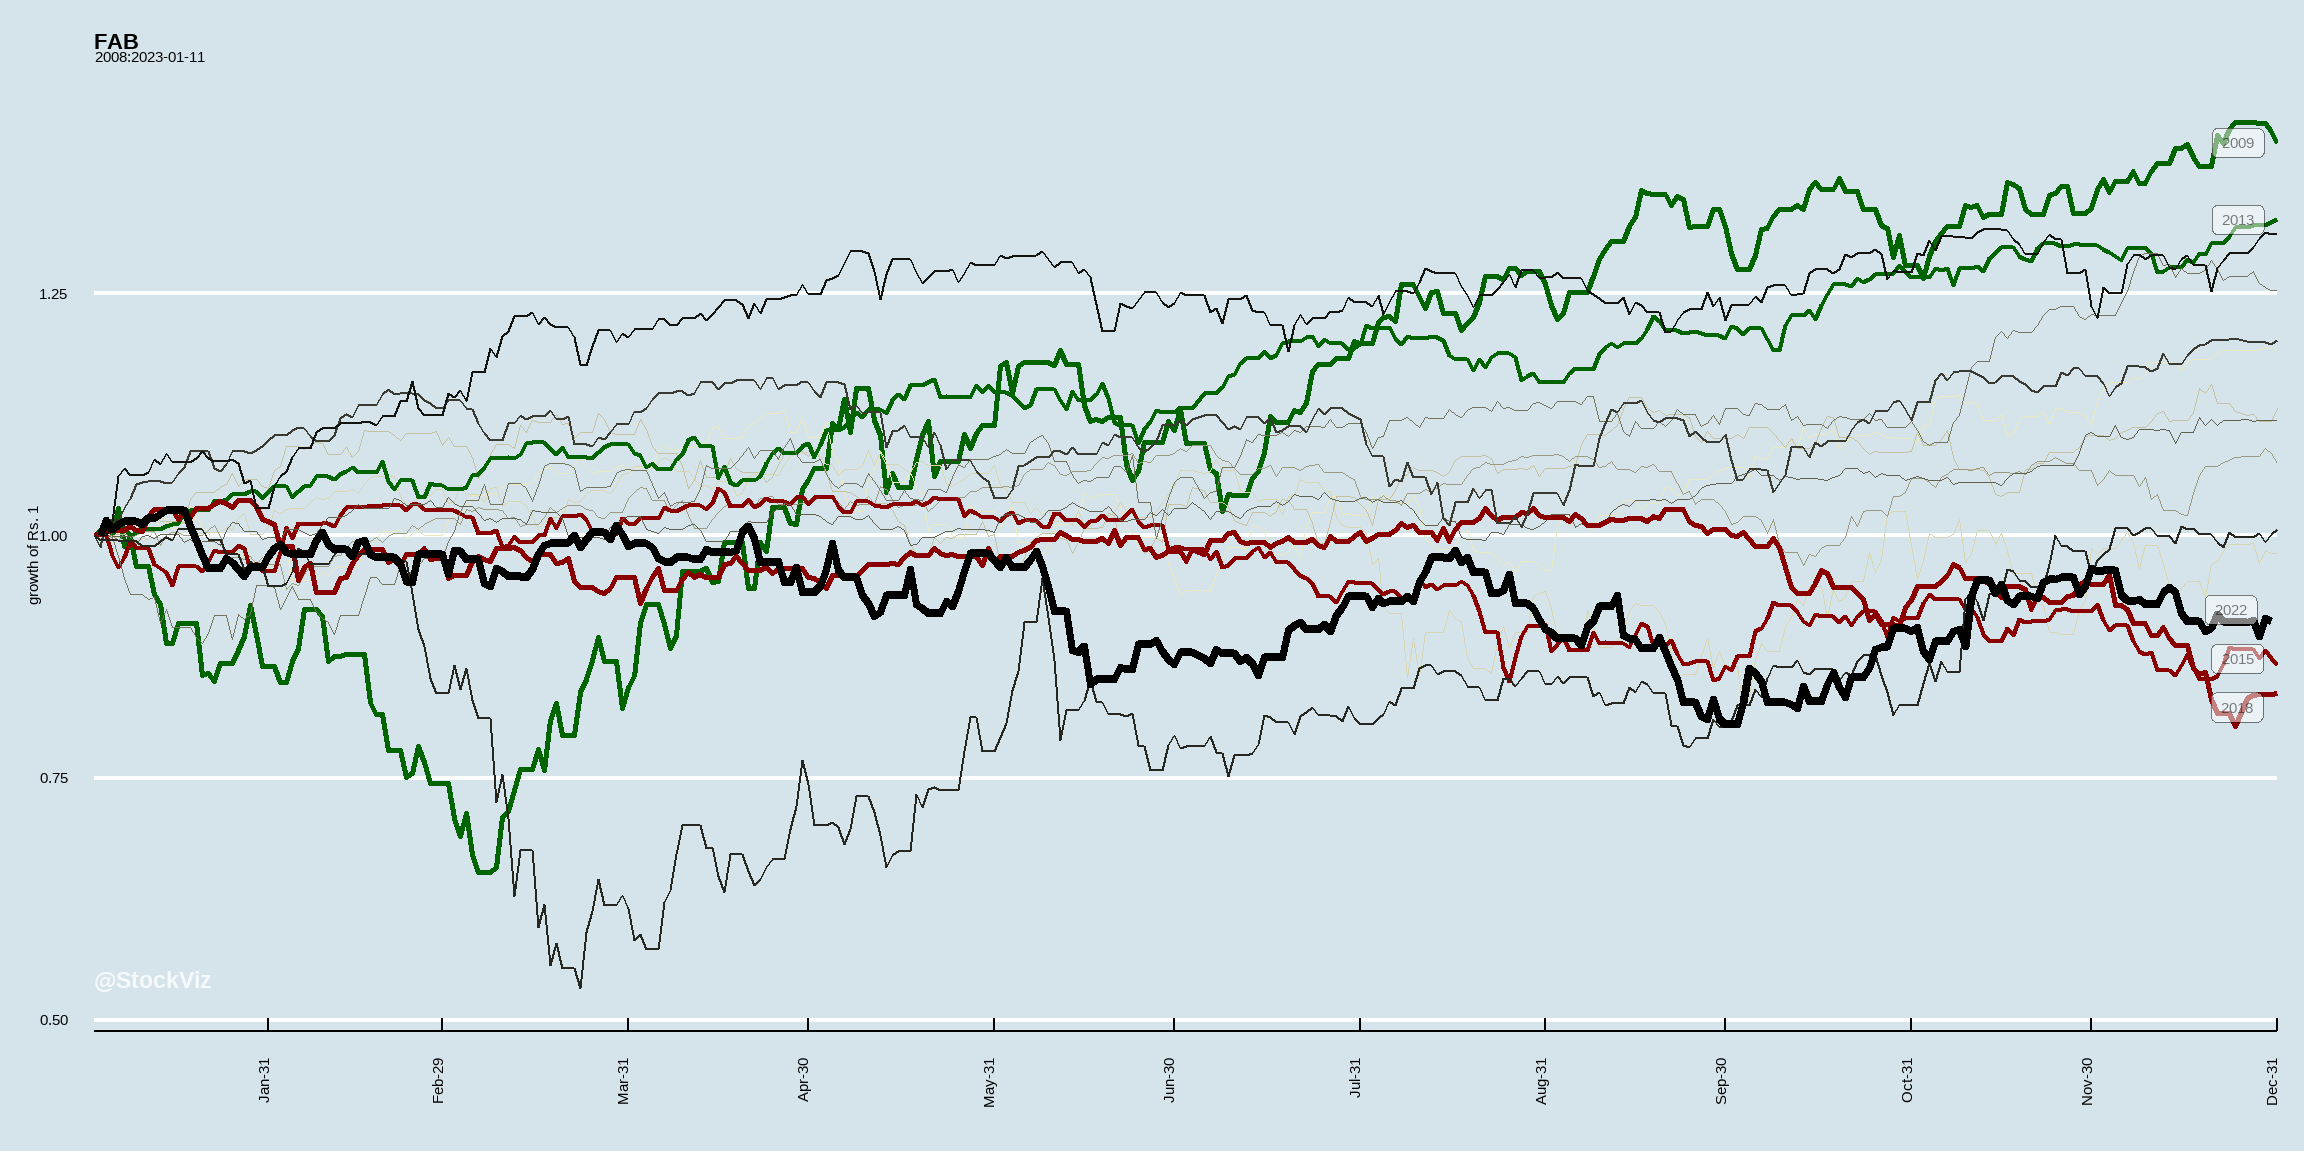 FAB
2008:2023-01-11
2009
2013
1.25
growth of Rs. 1
1.00
2022
2015
2018
0.75
@StockViz
0.50
Jan-31
Feb-29
Mar-31
Apr-30
May-31
Jun-30
Jul-31
Aug-31
Sep-30
Oct-31
Nov-30
Dec-31